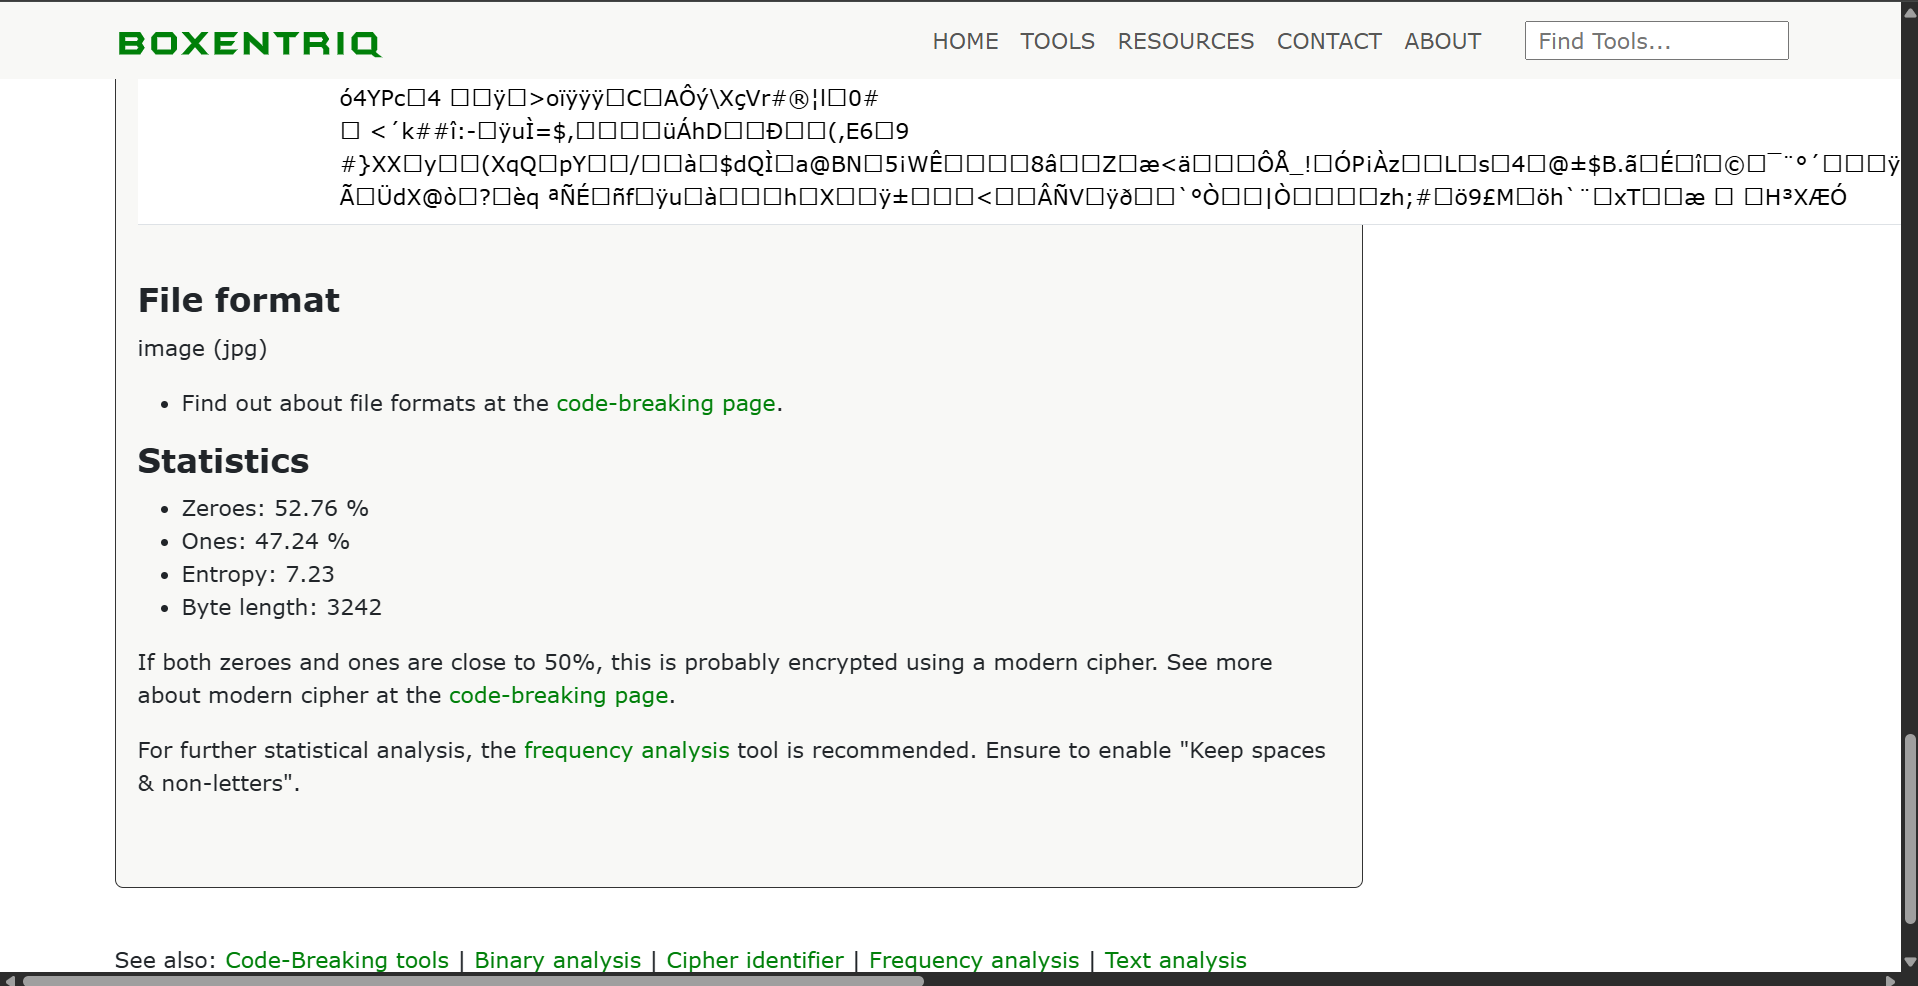 BOXENTRIQ
HOME TOOLS RESOURCES CONTACT ABOUT Find Tools...
ó4YPc□4 □□ÿ□>oïÿÿÿ□C□AÔý\XçVr#®¦l□0#
□ <´k##î:-□ÿuÌ=$,□□□□üÁhD□□Ð□□(,E6□9
#}XX□y□□(XqQ□pY□□/□□à□$dQÌ□a@BN□5iWÊ□□□□8â□□Z□æ<ä□□□ÔÅ_!□ÓPiÀz□□L□s□4□@±$B.ã□É□î□©□¯¨°´□□□ÿ
Ã□ÜdX@ò□?□èq ªÑÉ□ñf□ÿu□à□□□h□X□□ÿ±□□□<□□ÂÑV□ÿð□□`°Ò□□|Ò□□□□zh;#□ö9£M□öh`¨□xT□□æ □ □H³XÆÓ
File format
image (jpg)
• Find out about file formats at the code-breaking page.
Statistics
• Zeroes: 52.76 %
• Ones: 47.24 %
• Entropy: 7.23
• Byte length: 3242
If both zeroes and ones are close to 50%, this is probably encrypted using a modern cipher. See more
about modern cipher at the code-breaking page.
For further statistical analysis, the frequency analysis tool is recommended. Ensure to enable "Keep spaces
& non-letters".
See also: Code-Breaking tools | Binary analysis | Cipher identifier | Frequency analysis | Text analysis